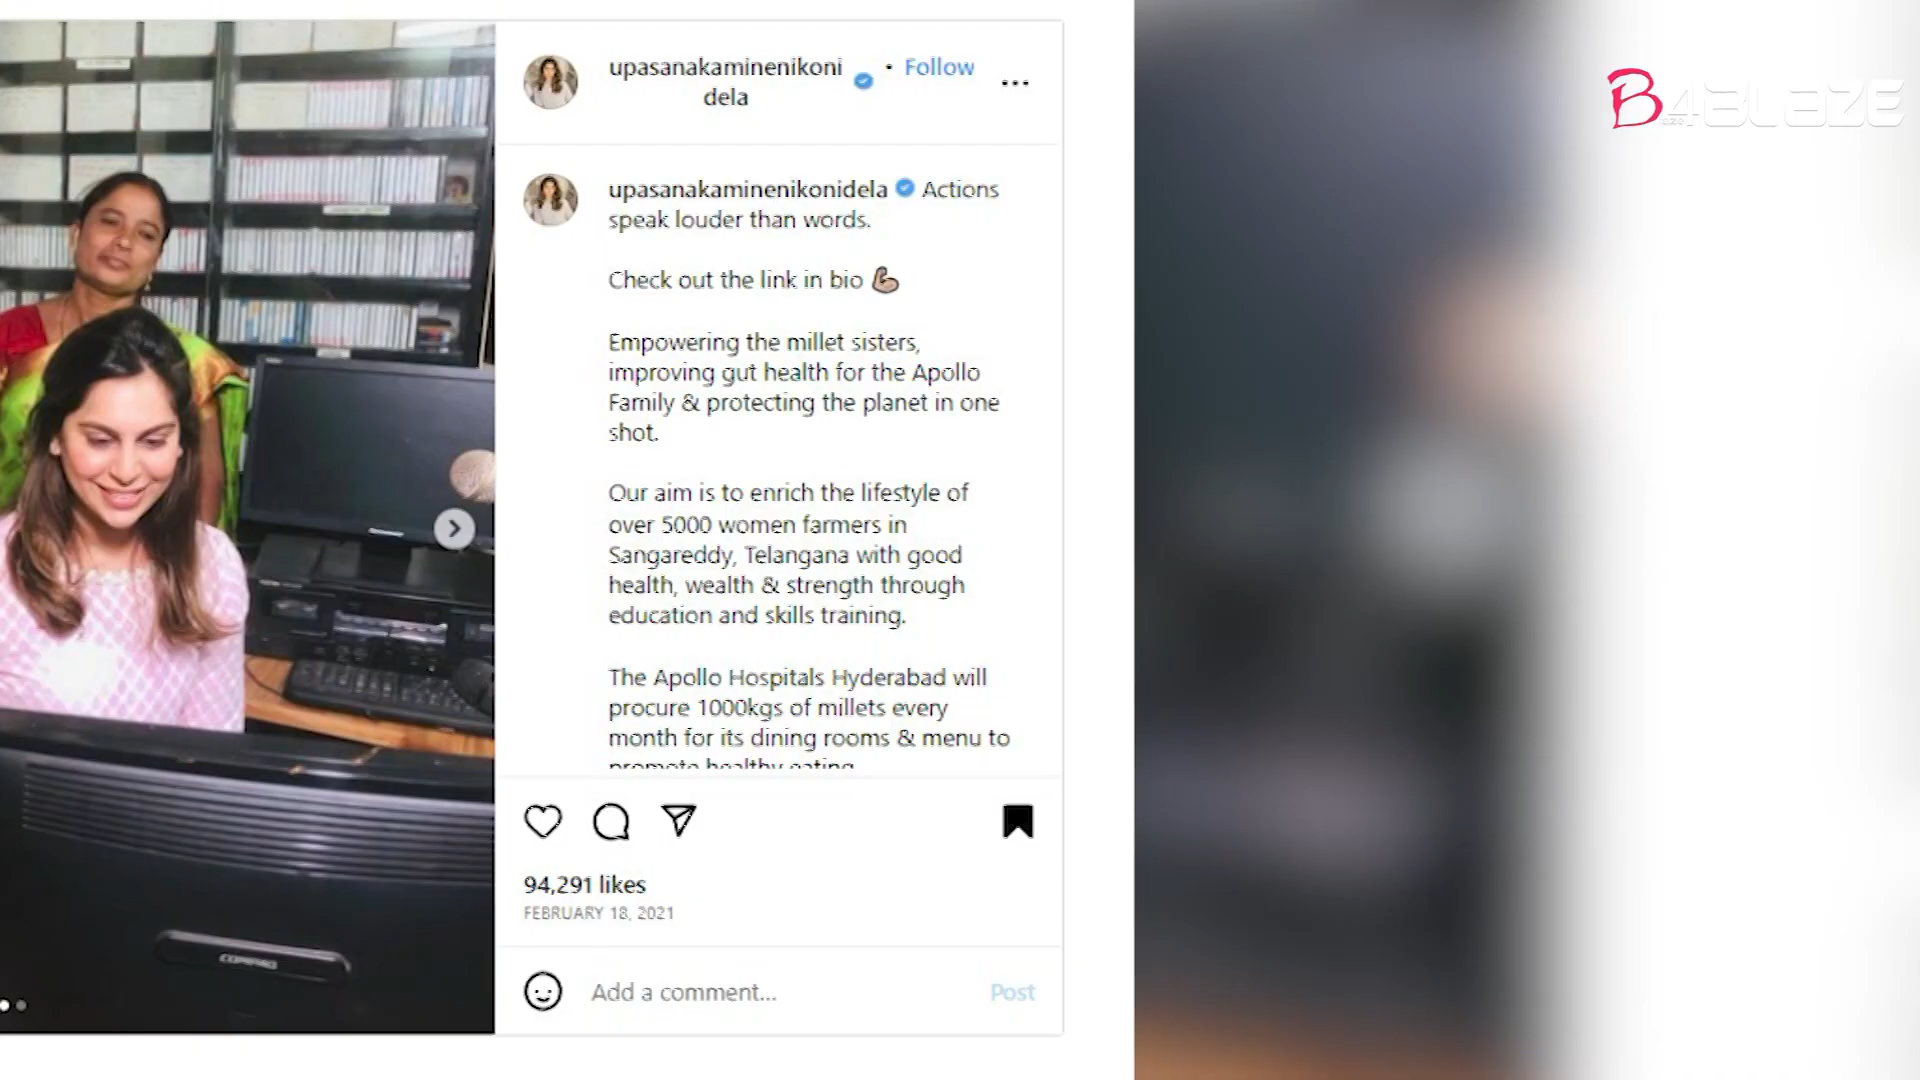 upasanakaminenikoni
dela
• Follow
upasanakaminenikonidela Actions
speak louder than words.
Check out the link in bio 💪🏼
Empowering the millet sisters,
improving gut health for the Apollo
Family & protecting the planet in one
shot.
Our aim is to enrich the lifestyle of
over 5000 women farmers in
Sangareddy, Telangana with good
health, wealth & strength through
education and skills training.
The Apollo Hospitals Hyderabad will
procure 1000kgs of millets every
month for its dining rooms & menu to
promote healthy eating
94,291 likes
FEBRUARY 18, 2021
Add a comment...
Post
COMPAQ
B4BLAZE